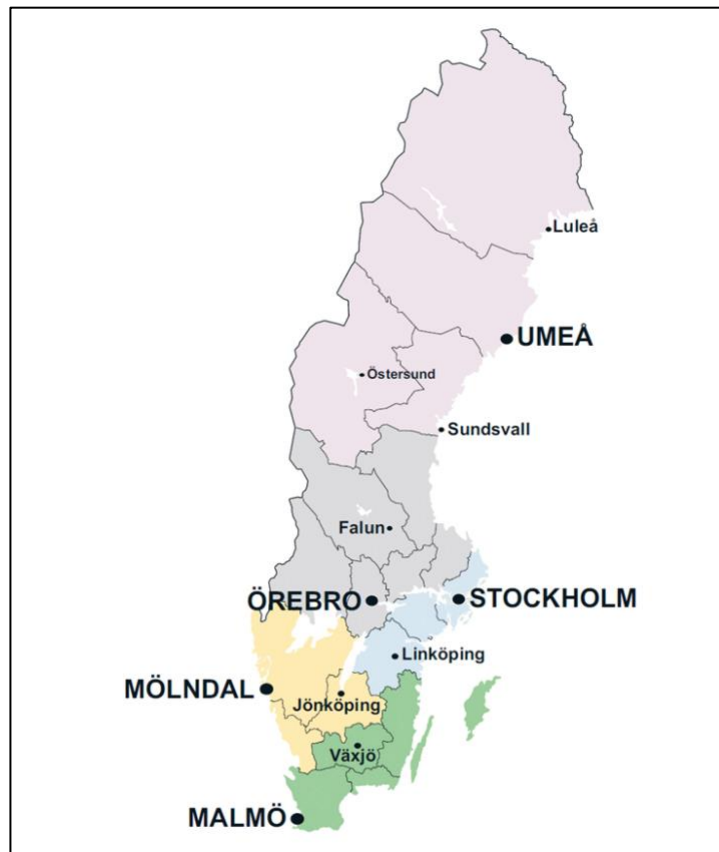 Luleå
UMEÅ
Östersund
Sundsvall
Falun
ÖREBRO
STOCKHOLM
Linköping
MÖLNDAL
Jönköping
Växjö
MALMÖ